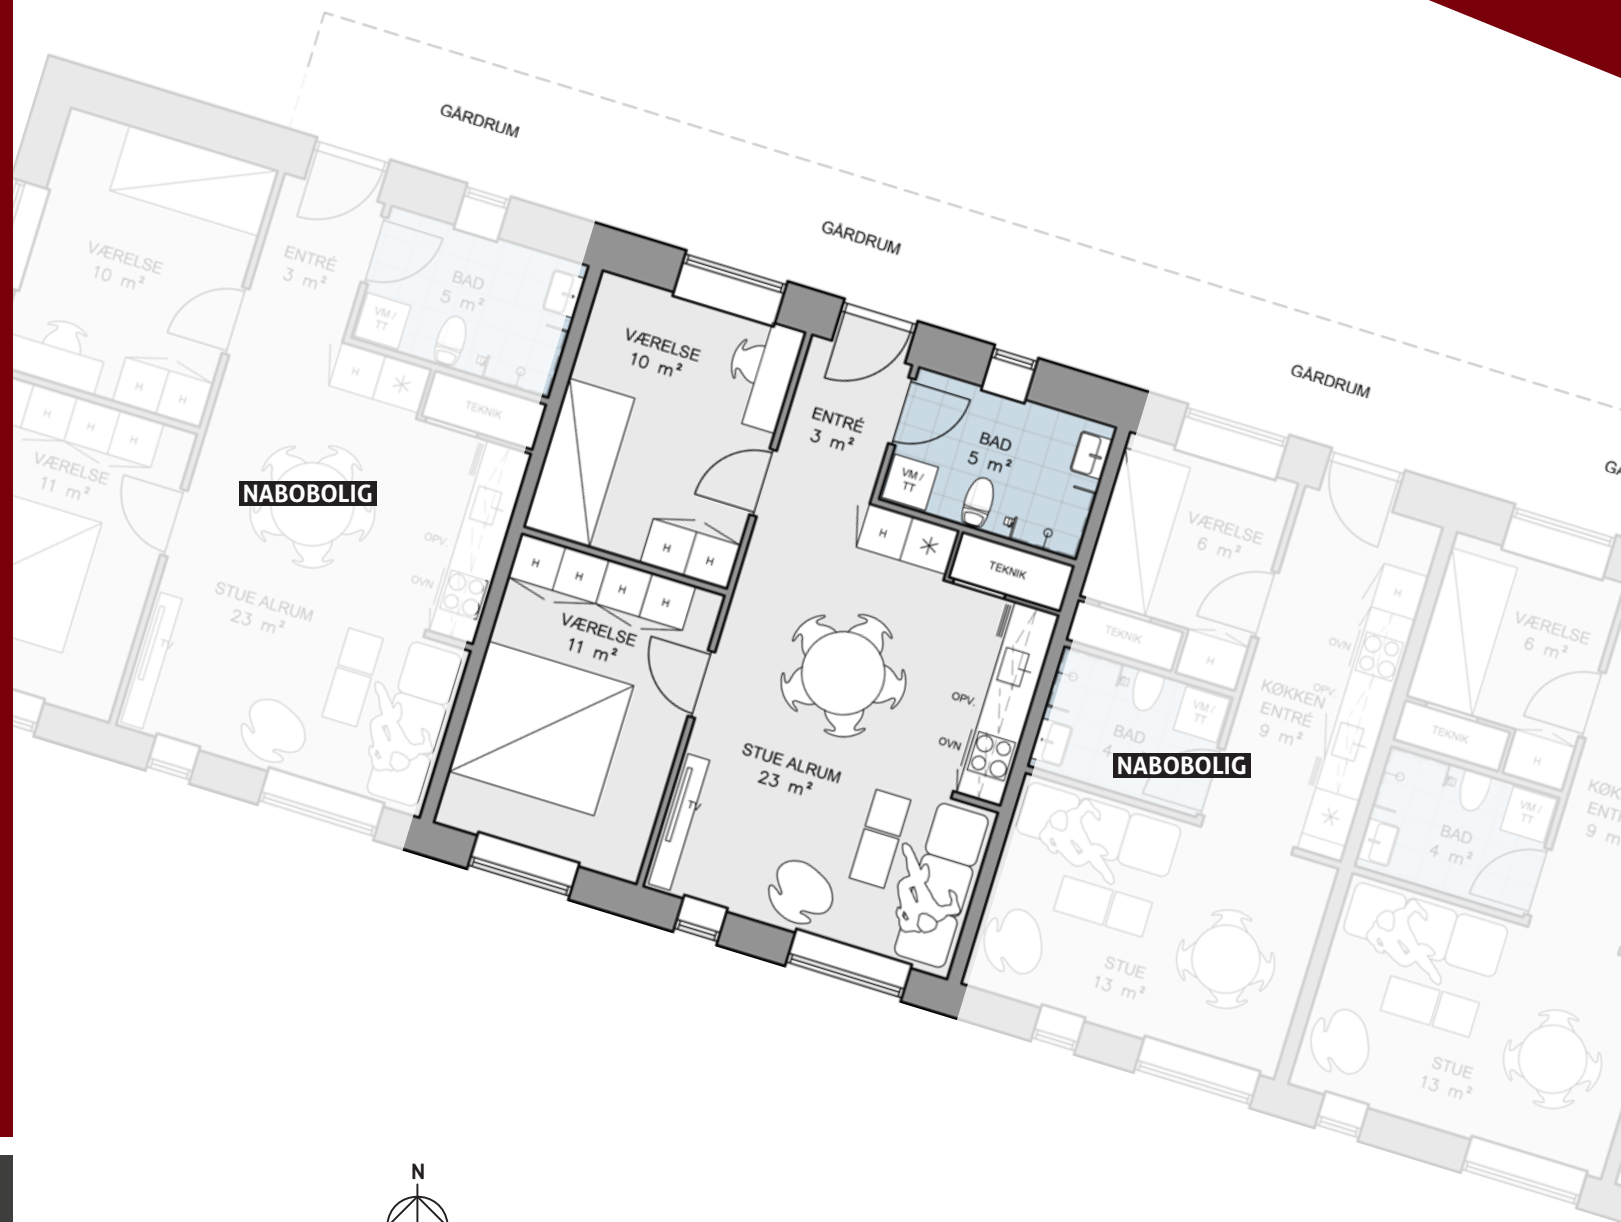 GÅRDRUM
GÅRDRUM
GÅRDRUM
VÆRELSE
10 m²
ENTRÉ
3 m²
BAD
5 m²
VM /
TT
H
H
H
TEKNIK
H
H
H
VÆRELSE
11 m²
NABOBOLIG
OPV.
OVN
STUE ALRUM
23 m²
TV
VÆRELSE
10 m²
ENTRÉ
3 m²
BAD
5 m²
VM /
TT
H
H
H
TEKNIK
H
H
H
H
VÆRELSE
11 m²
OPV.
OVN
STUE ALRUM
23 m²
TV
VÆRELSE
6 m²
TEKNIK
H
H
OVN
OPV.
KØKKEN
ENTRÉ
9 m²
VM /
TT
BAD
NABOBOLIG
STUE
13 m²
VÆRELSE
6 m²
TEKNIK
H
VM /
TT
BAD
4 m²
9 m
STUE
13 m²
N